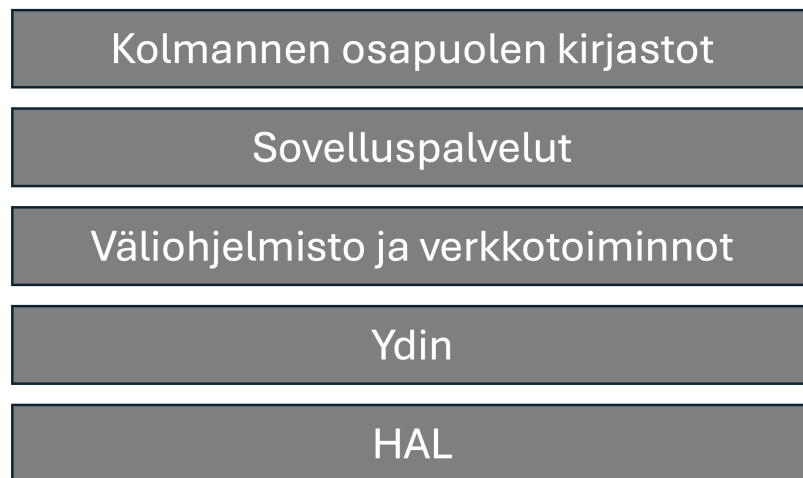 Kolmannen osapuolen kirjastot
Sovelluspalvelut
Väliohjelmisto ja verkkotoiminnot
Ydin
HAL